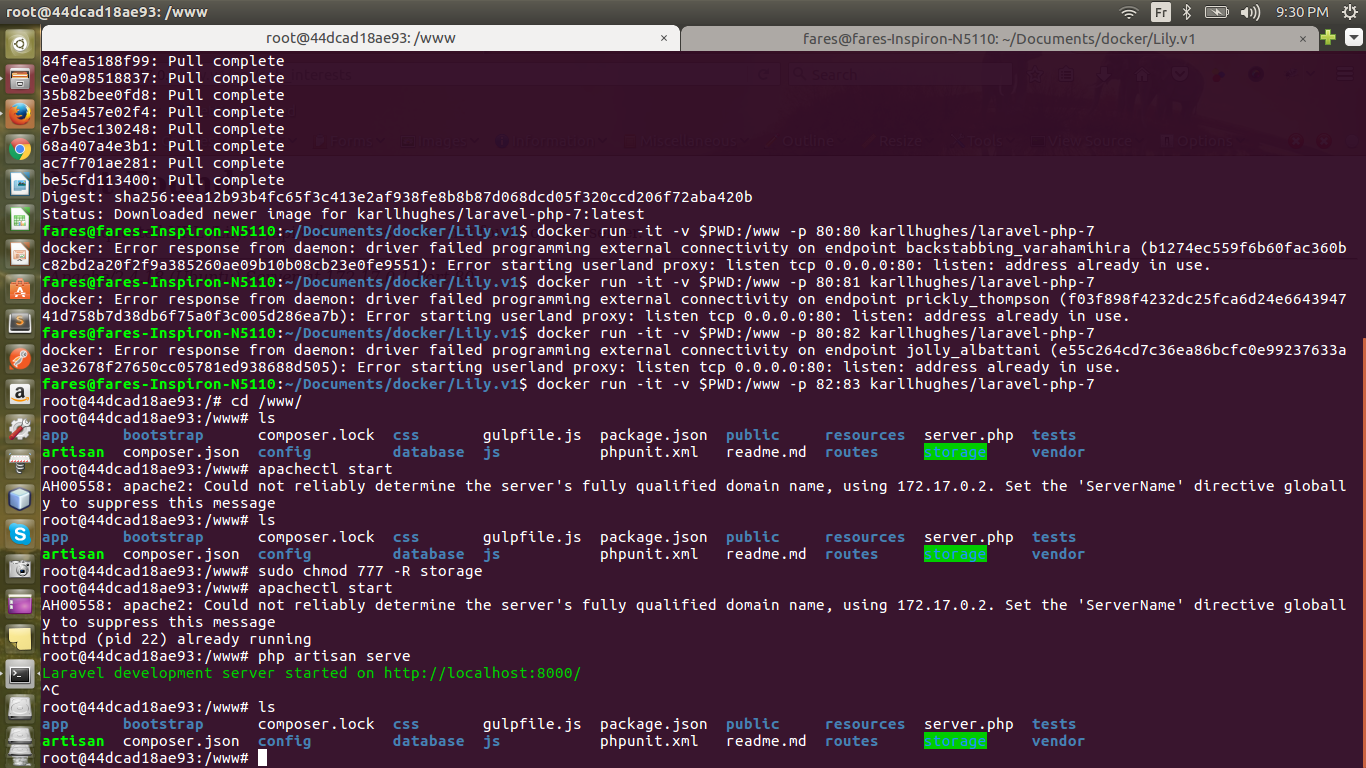 root@44dcad18ae93: /www
Fr
9:30 PM
root@44dcad18ae93: /www ×
fares@fares-Inspiron-N5110: ~/Documents/docker/Lily.v1 ×
84fea5188f99: Pull complete
ce0a98518837: Pull complete
35b82bee0fd8: Pull complete
2e5a457e02f4: Pull complete
e7b5ec130248: Pull complete
68a407a4e3b1: Pull complete
ac7f701ae281: Pull complete
be5cfd113400: Pull complete
Digest: sha256:eea12b93b4fc65f3c413e2af938fe8b8b87d068dcd05f320ccd206f72aba420b
Status: Downloaded newer image for karllhughes/laravel-php-7:latest
fares@fares-Inspiron-N5110:~/Documents/docker/Lily.v1$ docker run -it -v $PWD:/www -p 80:80 karllhughes/laravel-php-7
docker: Error response from daemon: driver failed programming external connectivity on endpoint backstabbing_varahamihira (b1274ec559f6b60fac360b
c82bd2a20f2f9a385260ae09b10b08cb23e0fe9551): Error starting userland proxy: listen tcp 0.0.0.0:80: listen: address already in use.
fares@fares-Inspiron-N5110:~/Documents/docker/Lily.v1$ docker run -it -v $PWD:/www -p 80:81 karllhughes/laravel-php-7
docker: Error response from daemon: driver failed programming external connectivity on endpoint prickly_thompson (f03f898f4232dc25fca6d24e6643947
41d758b7d38db6f75a0f3c005d286ea7b): Error starting userland proxy: listen tcp 0.0.0.0:80: listen: address already in use.
fares@fares-Inspiron-N5110:~/Documents/docker/Lily.v1$ docker run -it -v $PWD:/www -p 80:82 karllhughes/laravel-php-7
docker: Error response from daemon: driver failed programming external connectivity on endpoint jolly_albattani (e55c264cd7c36ea86bcfc0e99237633a
ae32678f27650cc05781ed938688d505): Error starting userland proxy: listen tcp 0.0.0.0:80: listen: address already in use.
fares@fares-Inspiron-N5110:~/Documents/docker/Lily.v1$ docker run -it -v $PWD:/www -p 82:83 karllhughes/laravel-php-7
root@44dcad18ae93:/# cd /www/
root@44dcad18ae93:/www# ls
app bootstrap composer.lock css gulpfile.js package.json public resources server.php tests
artisan composer.json config database js phpunit.xml readme.md routes storage vendor
root@44dcad18ae93:/www# apachectl start
AH00558: apache2: Could not reliably determine the server's fully qualified domain name, using 172.17.0.2. Set the 'ServerName' directive globall
y to suppress this message
root@44dcad18ae93:/www# ls
app bootstrap composer.lock css gulpfile.js package.json public resources server.php tests
artisan composer.json config database js phpunit.xml readme.md routes storage vendor
root@44dcad18ae93:/www# sudo chmod 777 -R storage
root@44dcad18ae93:/www# apachectl start
AH00558: apache2: Could not reliably determine the server's fully qualified domain name, using 172.17.0.2. Set the 'ServerName' directive globall
y to suppress this message
httpd (pid 22) already running
root@44dcad18ae93:/www# php artisan serve
Laravel development server started on http://localhost:8000/
^C
root@44dcad18ae93:/www# ls
app bootstrap composer.lock css gulpfile.js package.json public resources server.php tests
artisan composer.json config database js phpunit.xml readme.md routes storage vendor
root@44dcad18ae93:/www#